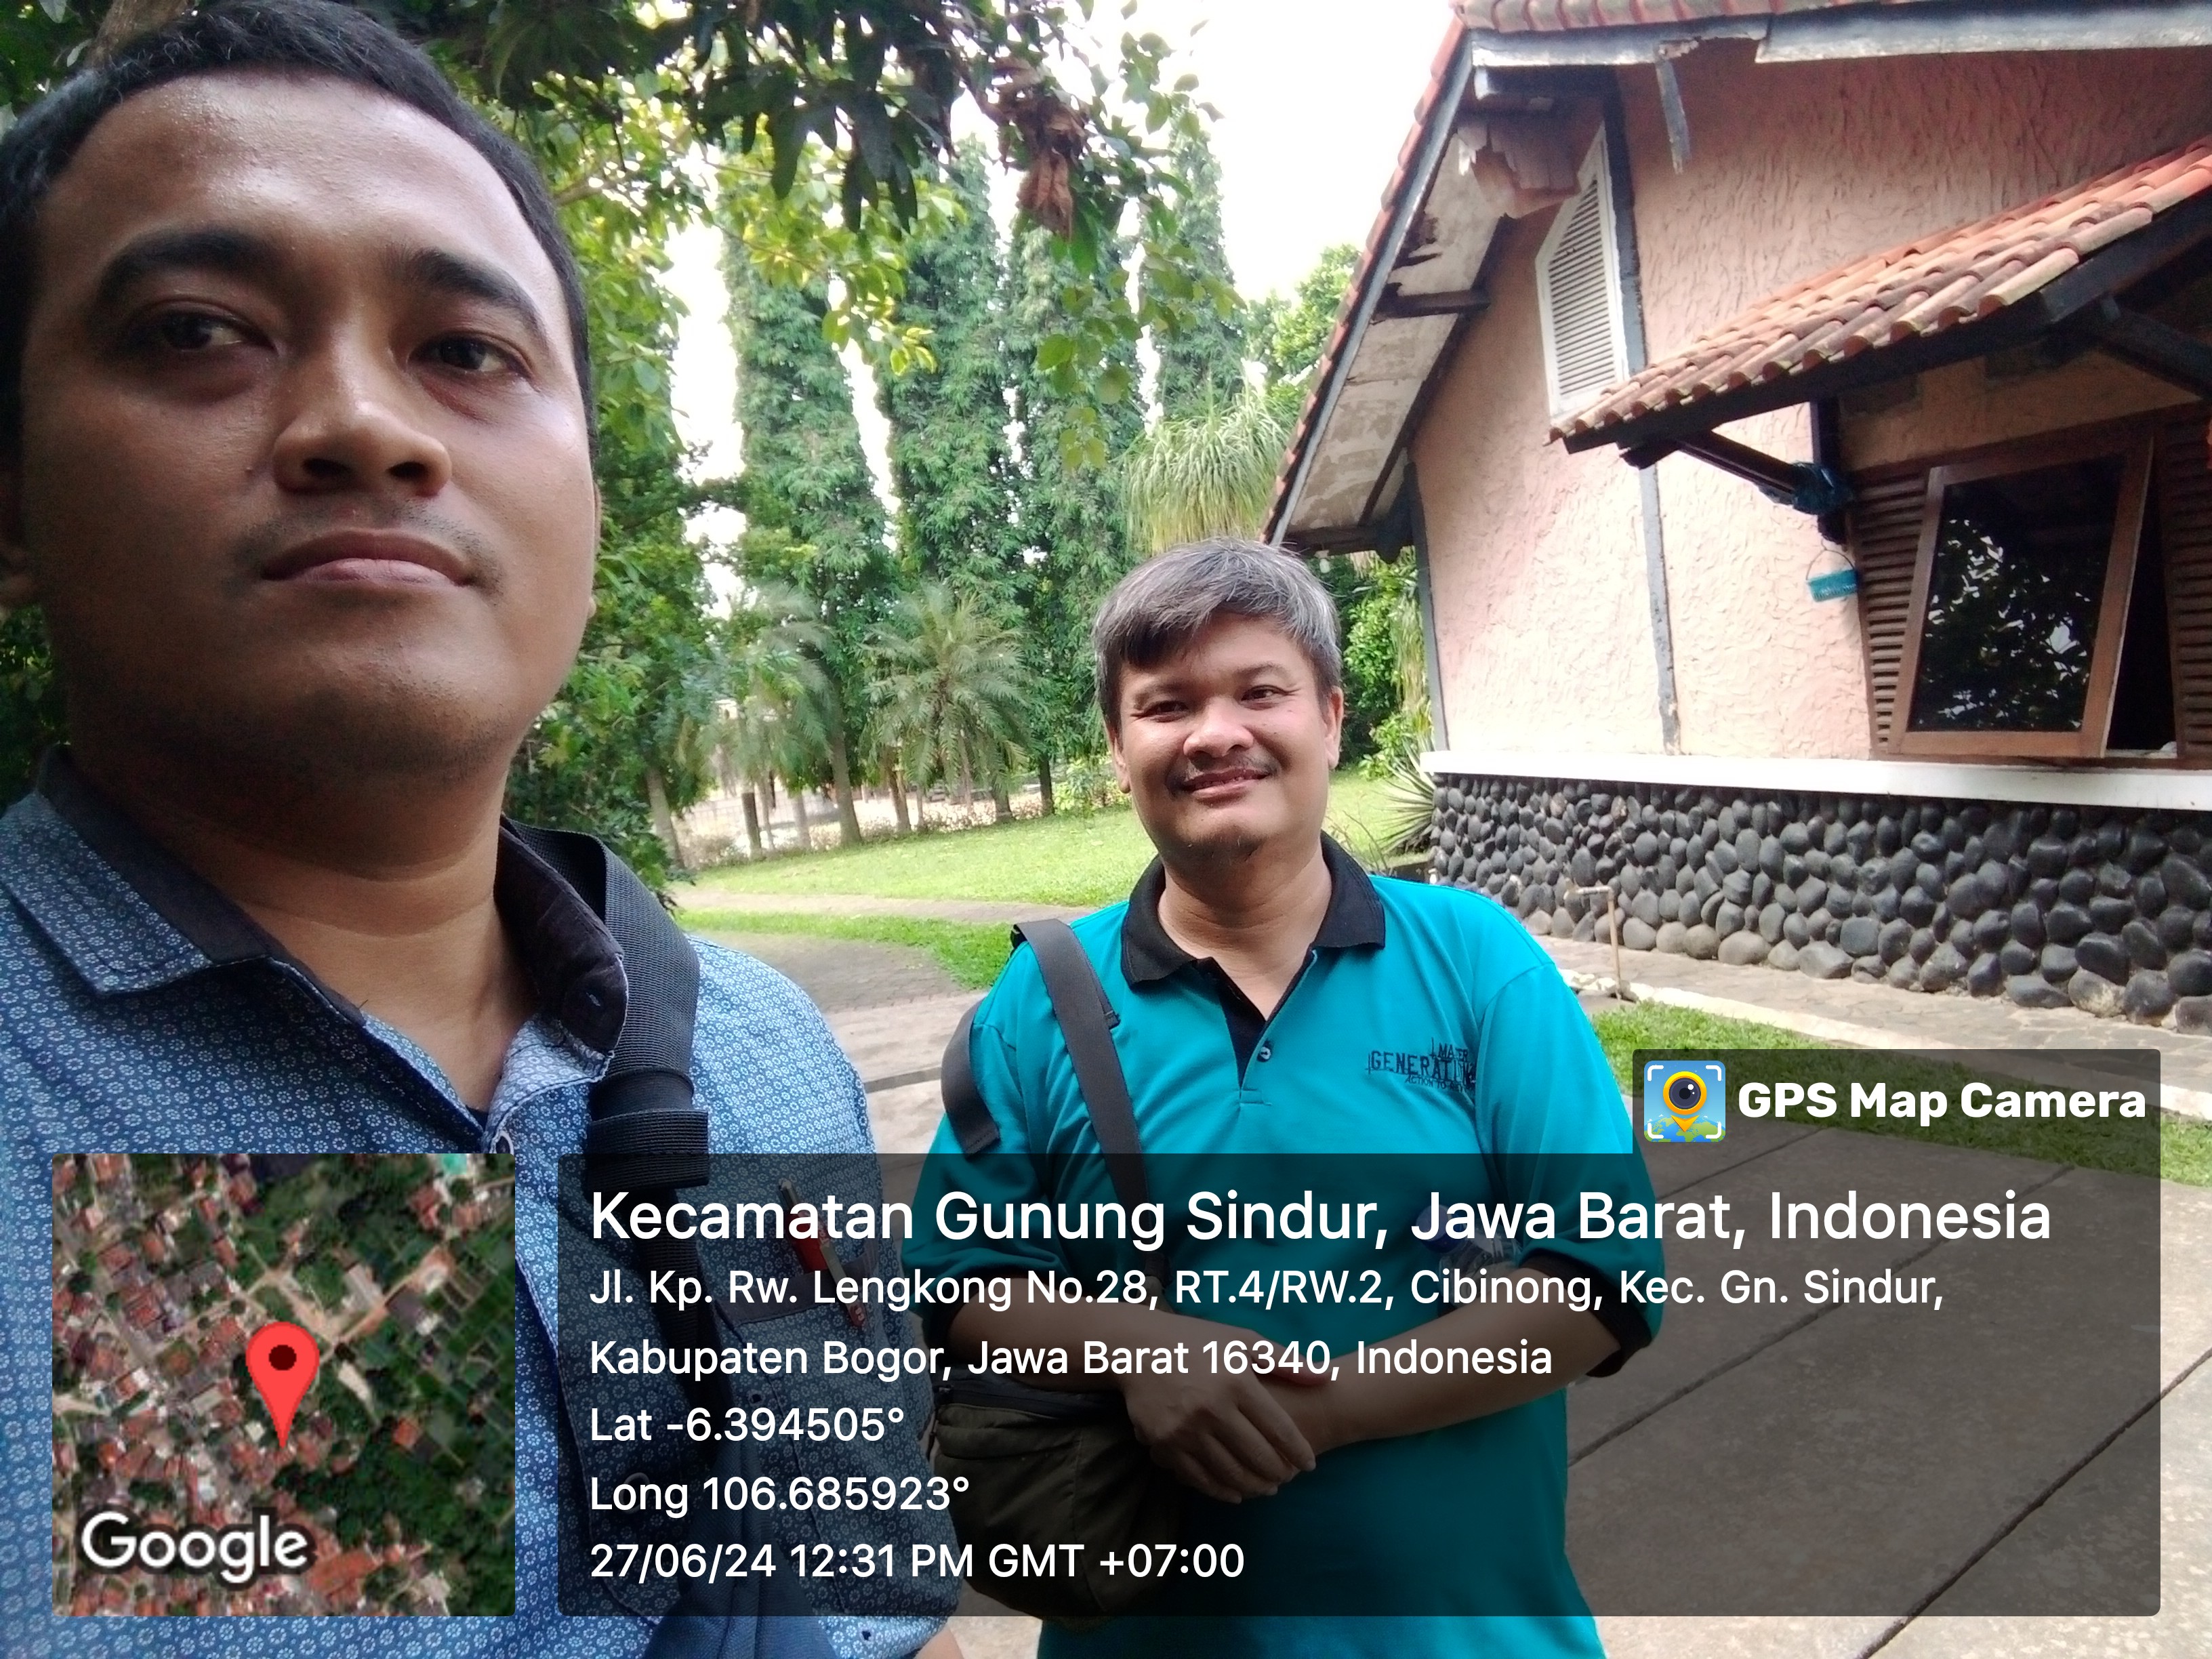 GENERATI
GPS Map Camera
Kecamatan Gunung Sindur, Jawa Barat, Indonesia
Jl. Kp. Rw. Lengkong No.28, RT.4/RW.2, Cibinong, Kec. Gn. Sindur,
Kabupaten Bogor, Jawa Barat 16340, Indonesia
Lat -6.394505°
Long 106.685923°
27/06/24 12:31 PM GMT +07:00
Google